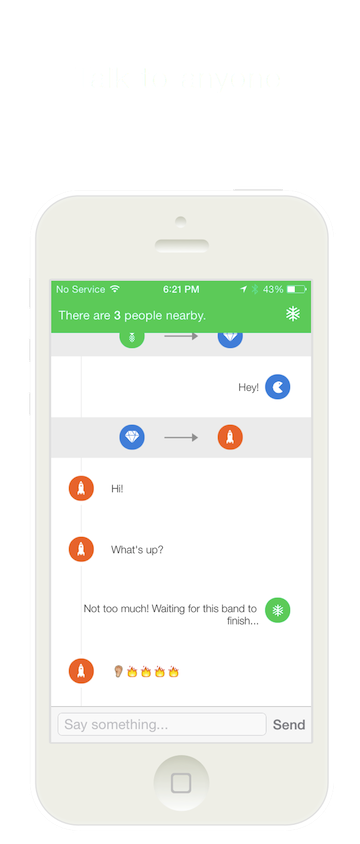 No Service
6:21 PM
43%
There are 3 people nearby.
Hey!
Hi!
What's up?
Not too much! Waiting for this band to
finish...
👂🔥🔥🔥🔥
Say something...
Send